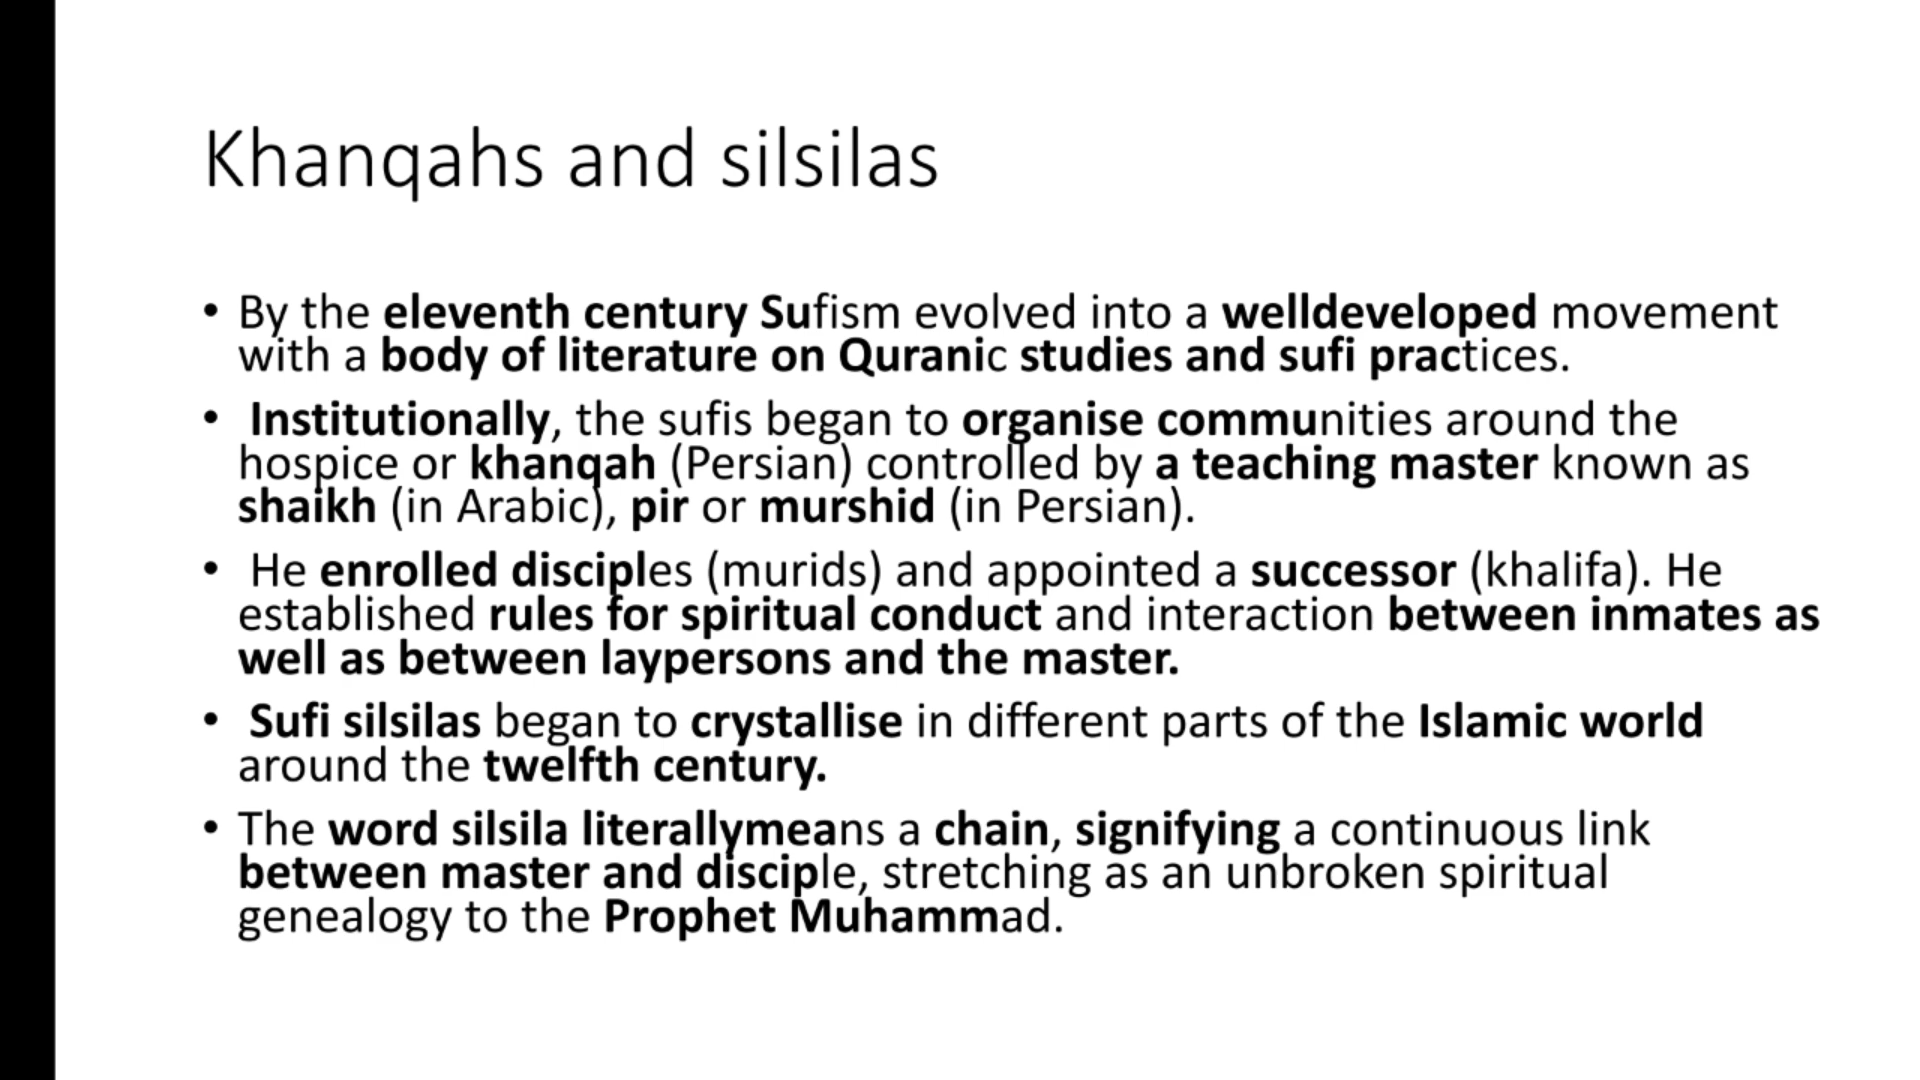 Khanqahs and silsilas
• By the eleventh century Sufism evolved into a welldeveloped movement
with a body of literature on Quranic studies and sufi practices.
• Institutionally, the sufis began to organise communities around the
hospice or khanqah (Persian) controlled by a teaching master known as
shaikh (in Arabic), pir or murshid (in Persian).
• He enrolled disciples (murids) and appointed a successor (khalifa). He
established rules for spiritual conduct and interaction between inmates as
well as between laypersons and the master.
• Sufi silsilas began to crystallise in different parts of the Islamic world
around the twelfth century.
• The word silsila literallymeans a chain, signifying a continuous link
between master and disciple, stretching as an unbroken spiritual
genealogy to the Prophet Muhammad.